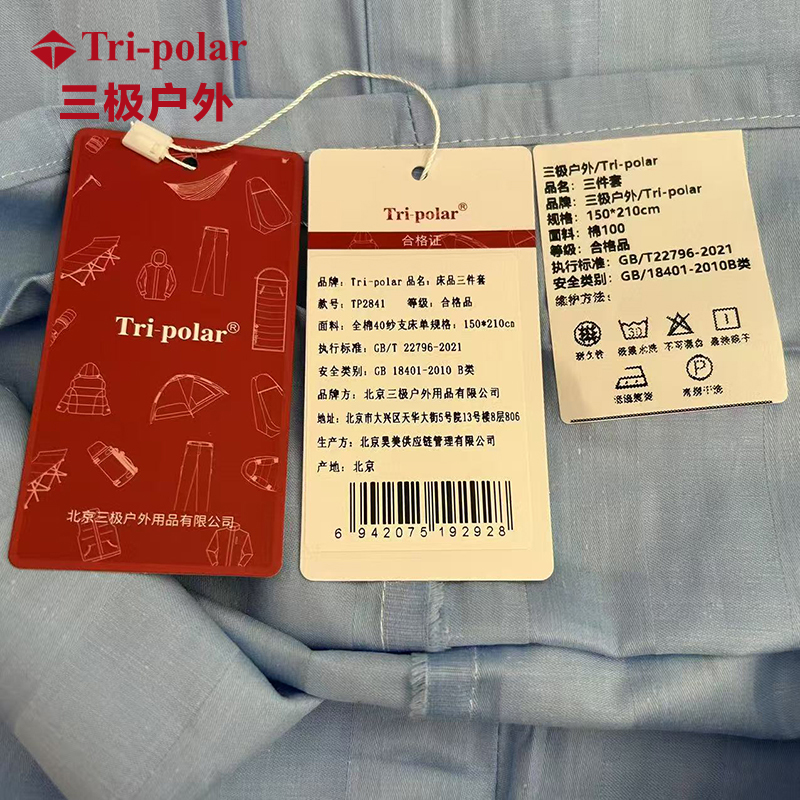 Tri-polar
三极户外
Tri-polar®
北京三极户外用品有限公司
Tri-polar®
合格证
品牌: Tri-polar 品名: 床品三件套
款号: TP2841 等级: 合格品
面料: 全棉40纱支床单规格: 150*210cm
执行标准: GB/T 22796-2021
安全类别: GB 18401-2010 B类
品牌方: 北京三极户外用品有限公司
地址: 北京市大兴区天华大街5号院13号楼8层806
生产方: 北京昊美供应链管理有限公司
产地: 北京
6 942075 192928
三极户外/Tri-polar
品名: 三件套
品牌: 三极户外/Tri-polar
规格: 150*210cm
面料: 棉100
等级: 合格品
执行标准: GB/T22796-2021
安全类别: GB/18401-2010B类
维护方法:
不可漂白
P